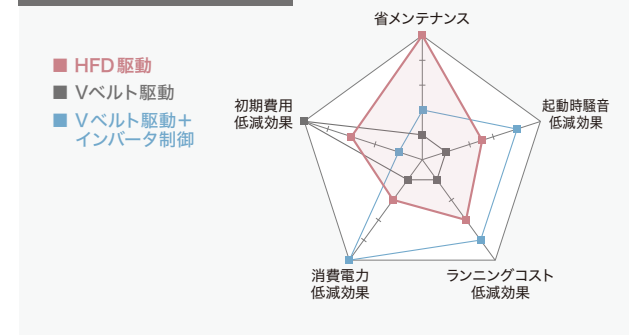 省メンテナンス
HFD駆動
Vベルト駆動
Vベルト駆動＋
インバータ制御
初期費用
低減効果
起動時騒音
低減効果
消費電力
低減効果
ランニングコスト
低減効果